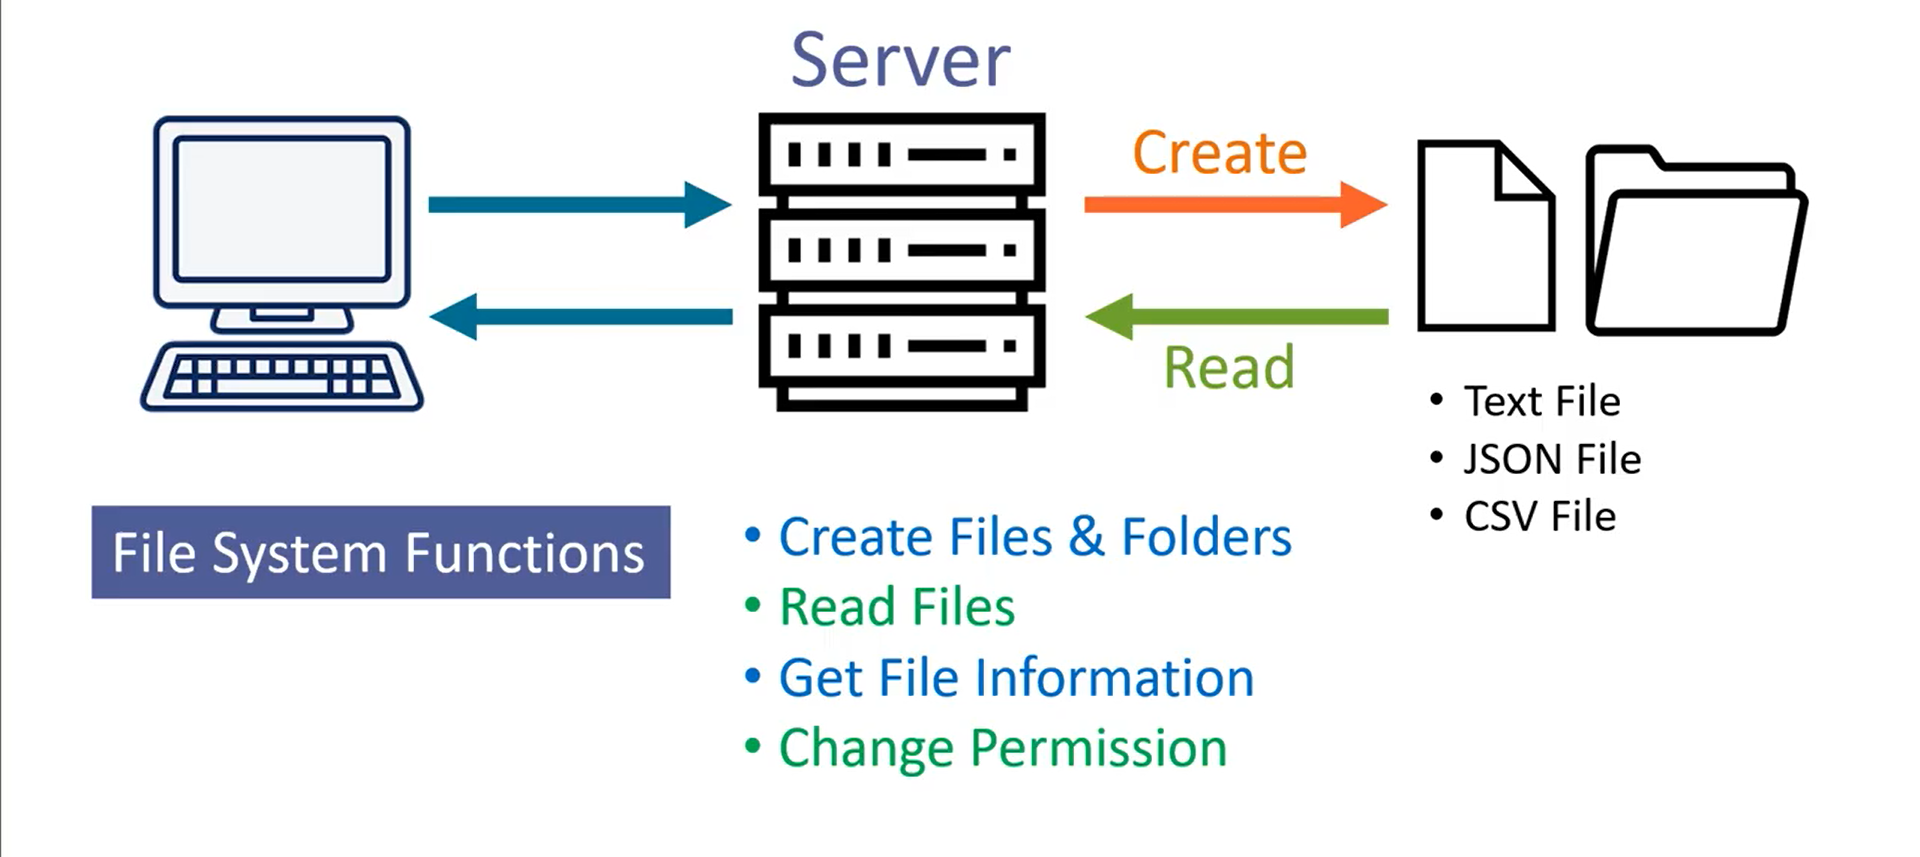 Server
Create
Read
• Text File
• JSON File
• CSV File
File System Functions
• Create Files & Folders
• Read Files
• Get File Information
• Change Permission